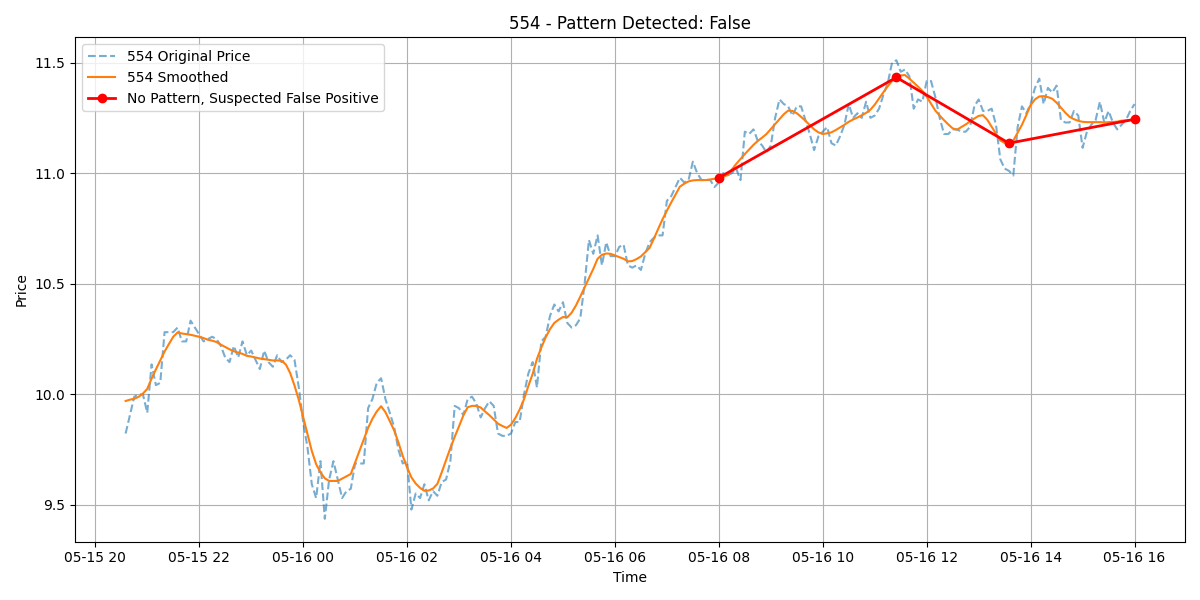 554 - Pattern Detected: False
554 Original Price
554 Smoothed
No Pattern, Suspected False Positive
Price
11.5
11.0
10.5
10.0
9.5
05-15 20 05-15 22 05-16 00 05-16 02 05-16 04 05-16 06 05-16 08 05-16 10 05-16 12 05-16 14 05-16 16
Time